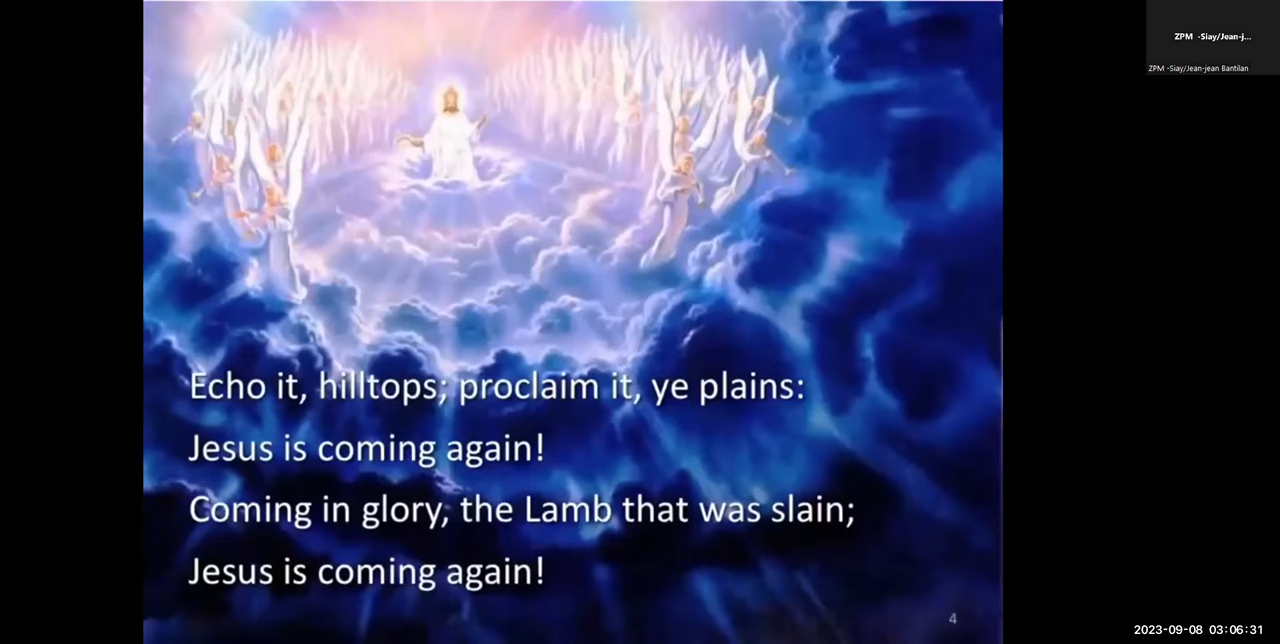 ZPM -Siay/Jean-j...
ZPM -Siay/Jean-jean Bantilan
Echo it, hilltops; proclaim it, ye plains:
Jesus is coming again!
Coming in glory, the Lamb that was slain;
Jesus is coming again!
4
2023-09-08 03:06:31